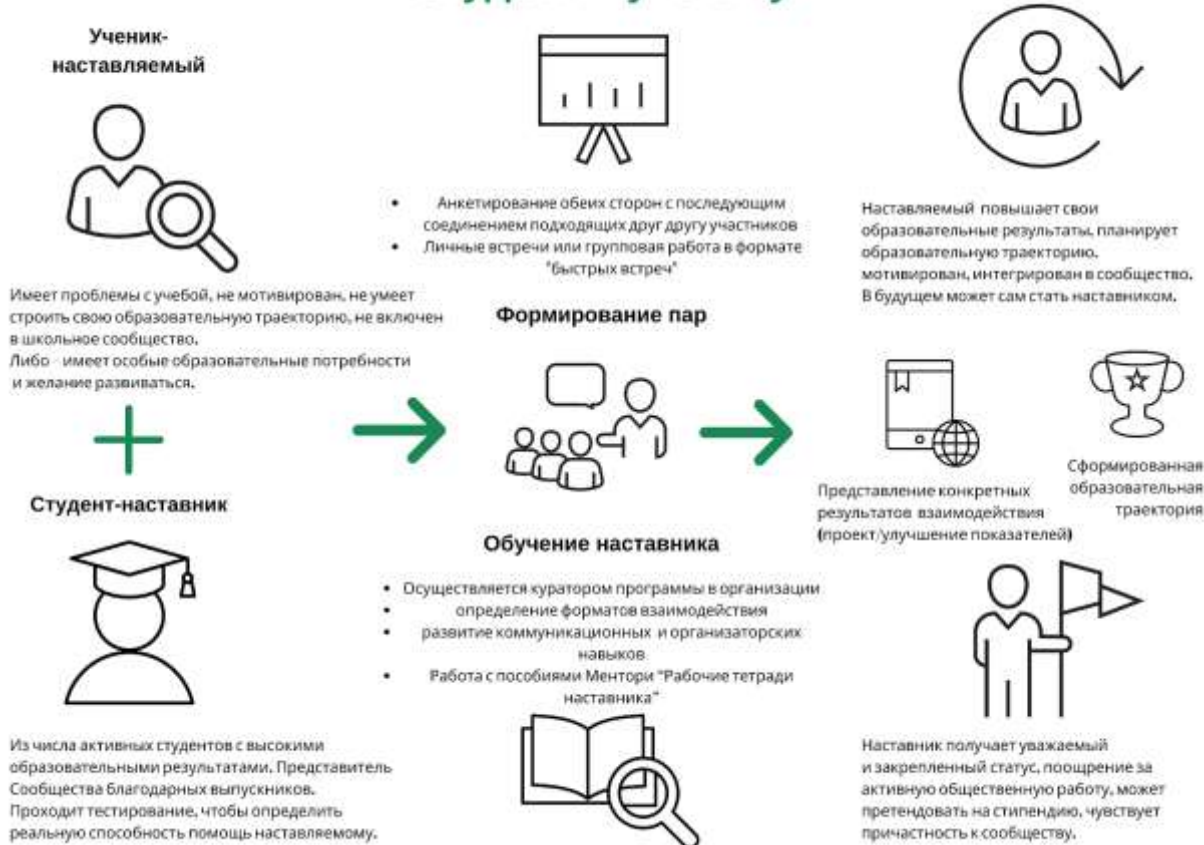 Ученик-
наставляемый
Имеет проблемы с учебой, не мотивирован, не умеет
строить свою образовательную траекторию, не включен
в школьное сообщество.
Либо имеет особые образовательные потребности
и желание развиваться.
Студент-наставник
Из числа активных студентов с высокими
образовательными результатами. Представитель
Сообщества благодарных выпускников.
Проходит тестирование, чтобы определить
реальную способность помощь наставляемому.
• Анкетирование обеих сторон с последующим
соединением подходящих друг другу участников
• Личные встречи или групповая работа в формате
"быстрых встреч"
Формирование пар
Обучение наставника
• Осуществляется куратором программы в организации
• определение форматов взаимодействия
• развитие коммуникационных и организаторских
навыков
• Работа с пособиями Ментори "Рабочие тетради
наставника"
Наставляемый повышает свои
образовательные результаты, планирует
образовательную траекторию,
мотивирован, интегрирован в сообщество.
В будущем может сам стать наставником.
Представление конкретных
результатов взаимодействия
(проект/улучшение показателей)
Сформированная
образовательная
траектория
Наставник получает уважаемый
и закрепленный статус, поощрение за
активную общественную работу, может
претендовать на стипендию, чувствует
причастность к сообществу.